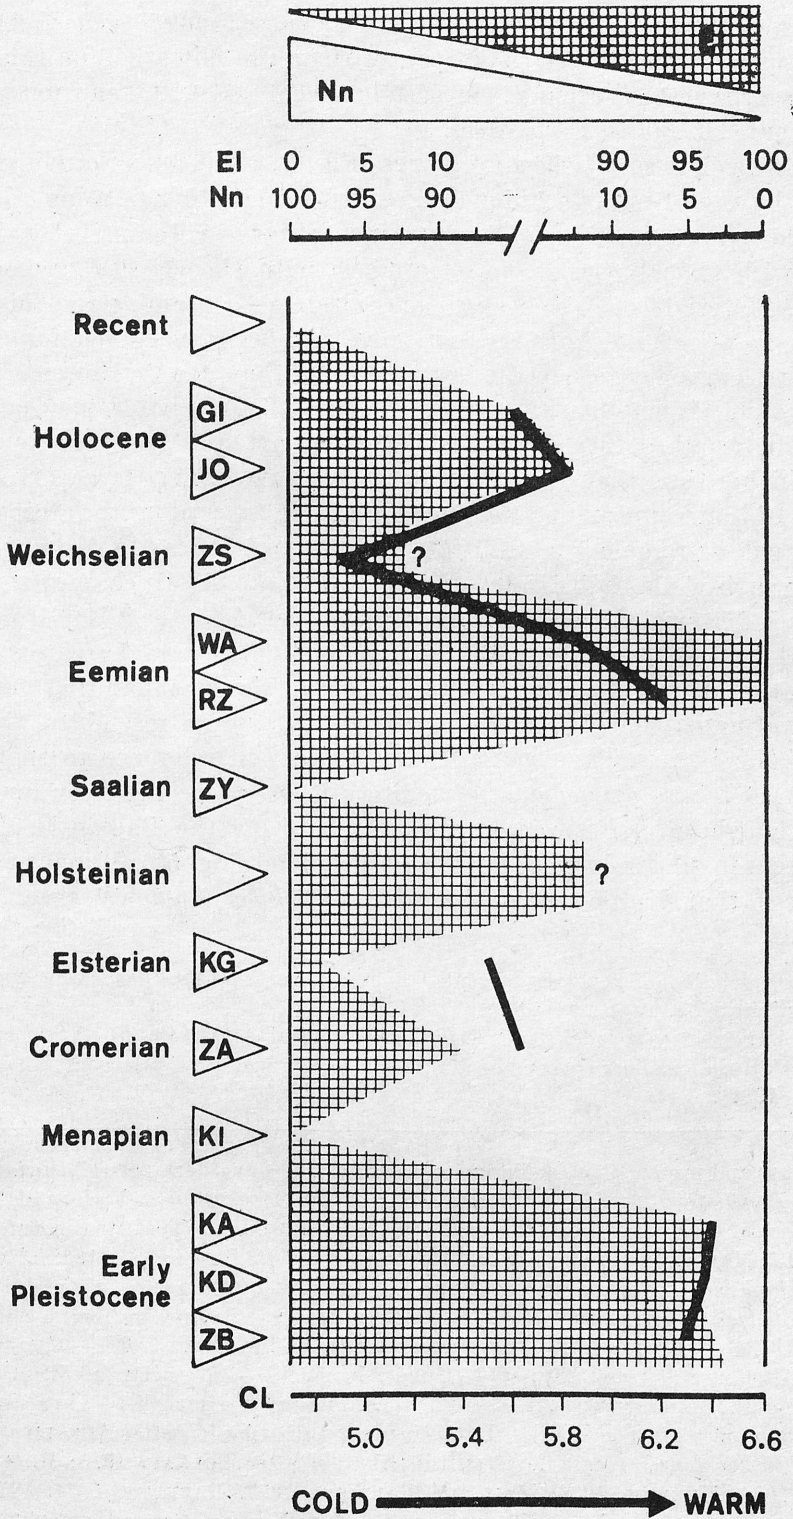 Nn
El 0 5 10 90 95 100
Nn 100 95 90 10 5 0
Recent
GI
Holocene
JO
Weichselian ZS ?
WA
Eemian
RZ
Saalian ZY
Holsteinian ?
Elsterian KG
Cromerian ZA
Menapian KI
KA
Early
Pleistocene
KD
ZB
CL
5.0 5.4 5.8 6.2 6.6
COLD WARM